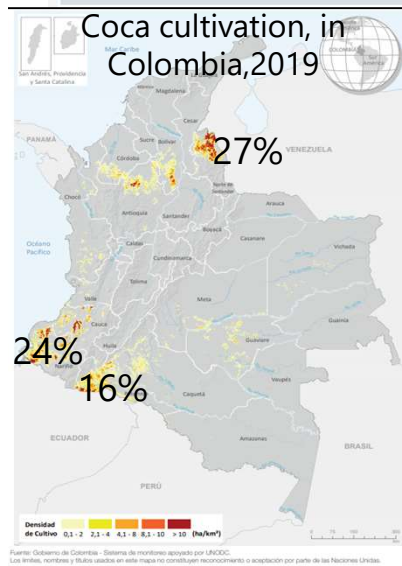 Coca cultivation, in
Colombia,2019
Mar Caribe
San Andrés, Providencia
y Santa Catalina
COLOMBIA
Sur
América
Magdalena
Cesar
PANAMÁ
Sucre
Bolívar
Córdoba
27%
VENEZUELA
Norte de
Santander
Antioquia
Santander
Arauca
Chocó
Boyacá
Casanare
Océano
Pacífico
Caldas
Cundinamarca
Vichada
Tolima
Valle
Meta
Guainía
Cauca
Huila
Guaviare
24%
Nariño
16%
Vaupés
Caquetá
ECUADOR
Amazonas
BRASIL
PERÚ
Densidad
de Cultivo
0,1 - 2
2,1 - 4
4,1 - 8
8,1 - 10
> 10
(ha/km²)
Fuente: Gobierno de Colombia - Sistema de monitoreo apoyado por UNODC.
Los límites, nombres y títulos usados en este mapa no constituyen reconocimiento o aceptación por parte de las Naciones Unidas.